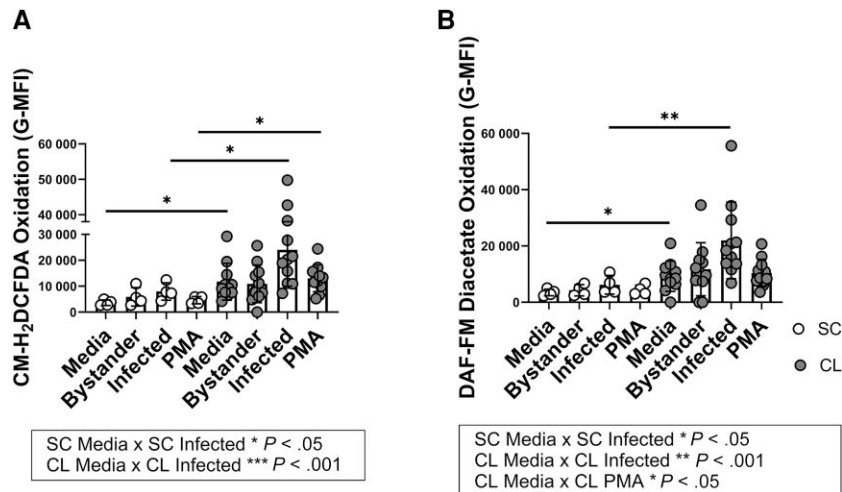 A
CM-H₂DCFDA Oxidation (G-MFI)
60 000
50 000
40 000
30 000
20 000
10 000
0
*
*
*
Media
Bystander
Infected
PMA
Media
Bystander
Infected
PMA
SC Media x SC Infected * P < .05
CL Media x CL Infected *** P < .001
B
DAF-FM Diacetate Oxidation (G-MFI)
60 000
40 000
20 000
0
**
*
Media
Bystander
Infected
PMA
Media
Bystander
Infected
PMA
SC
CL
SC Media x SC Infected * P < .05
CL Media x CL Infected ** P < .001
CL Media x CL PMA * P < .05